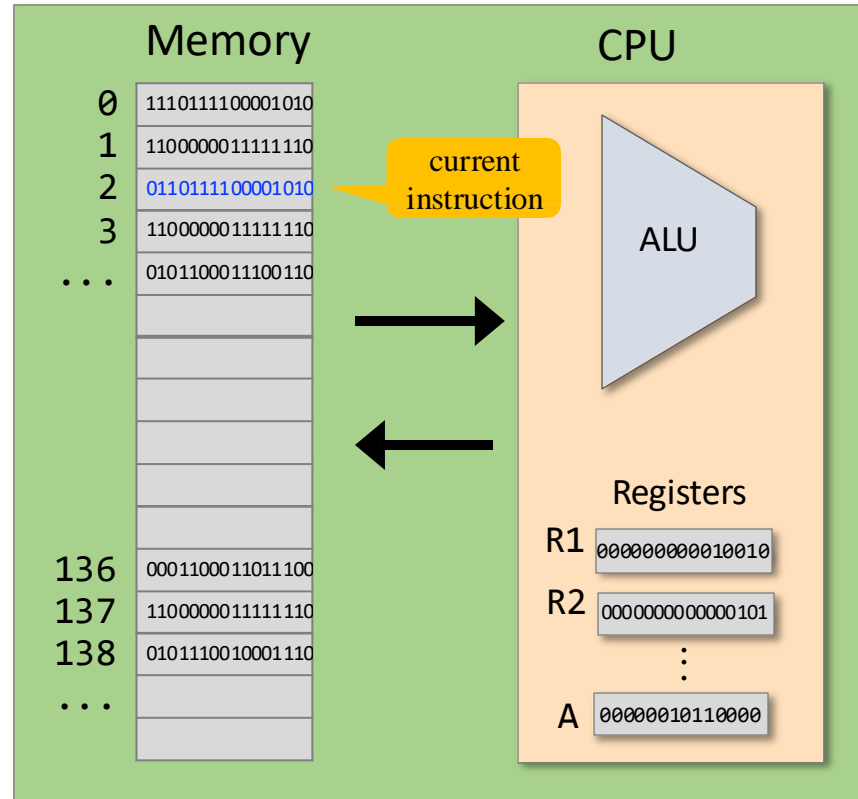 Memory
CPU
0 1110111100001010
1 1100000011111110
2 0110111100001010
3 1100000011111110
... 0101100011100110
current
instruction
ALU
136 0001100011011100
137 1100000011111110
138 0101110010001110
...
Registers
R1 000000000010010
R2 0000000000000101
⋮
A 00000010110000